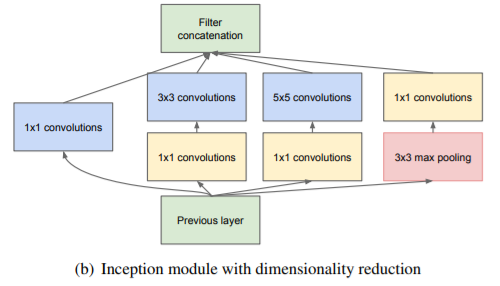 Filter
concatenation
3x3 convolutions
5x5 convolutions
1x1 convolutions
1x1 convolutions
1x1 convolutions
1x1 convolutions
3x3 max pooling
Previous layer
(b) Inception module with dimensionality reduction